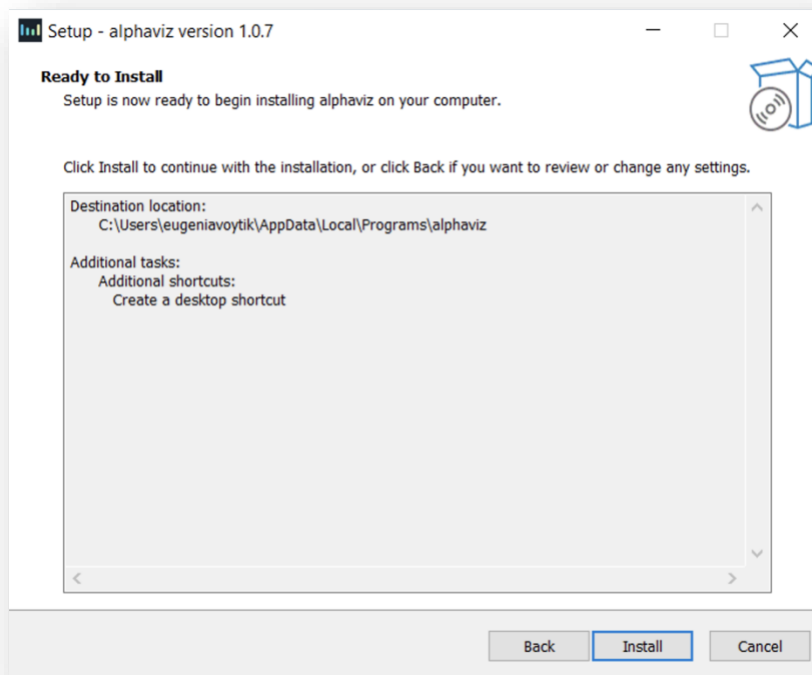 Setup - alphaviz version 1.0.7
Ready to Install
Setup is now ready to begin installing alphaviz on your computer.
Click Install to continue with the installation, or click Back if you want to review or change any settings.
Destination location:
C:\Users\eugeniavoytik\AppData\Local\Programs\alphaviz
Additional tasks:
Additional shortcuts:
Create a desktop shortcut
Back Install Cancel